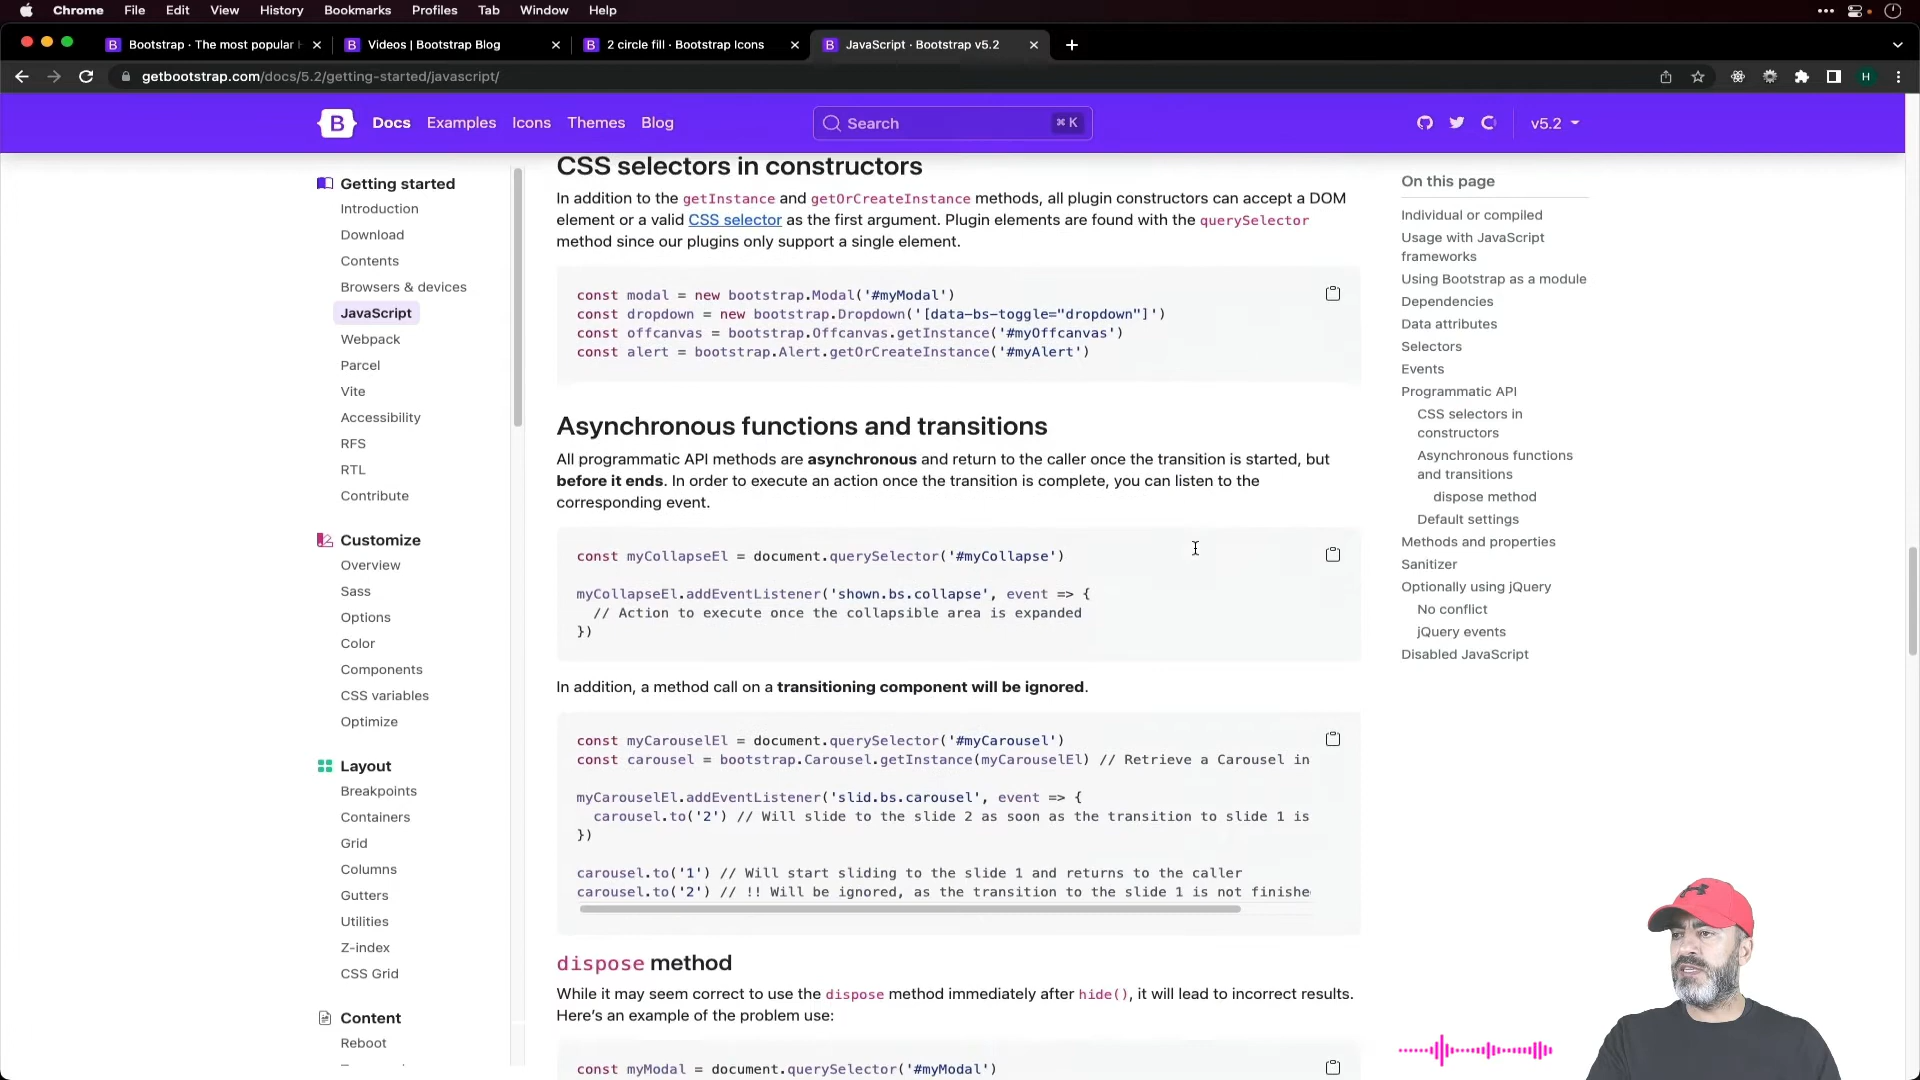 Chrome File Edit View History Bookmarks Profiles Tab Window Help
B Bootstrap · The most popular H
B Videos | Bootstrap Blog
B 2 circle fill · Bootstrap Icons
B JavaScript · Bootstrap v5.2
getbootstrap.com/docs/5.2/getting-started/javascript/
H
B Docs Examples Icons Themes Blog
Search ⌘ K
v5.2
Getting started
Introduction
Download
Contents
Browsers & devices
JavaScript
Webpack
Parcel
Vite
Accessibility
RFS
RTL
Contribute
Customize
Overview
Sass
Options
Color
Components
CSS variables
Optimize
Layout
Breakpoints
Containers
Grid
Columns
Gutters
Utilities
Z-index
CSS Grid
Content
Reboot
CSS selectors in constructors
In addition to the getInstance and getOrCreateInstance methods, all plugin constructors can accept a DOM
element or a valid CSS selector as the first argument. Plugin elements are found with the querySelector
method since our plugins only support a single element.
const modal = new bootstrap.Modal('#myModal')
const dropdown = new bootstrap.Dropdown('[data-bs-toggle="dropdown"]')
const offcanvas = bootstrap.Offcanvas.getInstance('#myOffcanvas')
const alert = bootstrap.Alert.getOrCreateInstance('#myAlert')
Asynchronous functions and transitions
All programmatic API methods are asynchronous and return to the caller once the transition is started, but
before it ends. In order to execute an action once the transition is complete, you can listen to the
corresponding event.
const myCollapseEl = document.querySelector('#myCollapse')
myCollapseEl.addEventListener('shown.bs.collapse', event => {
// Action to execute once the collapsible area is expanded
})
In addition, a method call on a transitioning component will be ignored.
const myCarouselEl = document.querySelector('#myCarousel')
const carousel = bootstrap.Carousel.getInstance(myCarouselEl) // Retrieve a Carousel in
myCarouselEl.addEventListener('slid.bs.carousel', event => {
carousel.to('2') // Will slide to the slide 2 as soon as the transition to slide 1 is
})
carousel.to('1') // Will start sliding to the slide 1 and returns to the caller
carousel.to('2') // !! Will be ignored, as the transition to the slide 1 is not finishe
dispose method
While it may seem correct to use the dispose method immediately after hide(), it will lead to incorrect results.
Here's an example of the problem use:
const myModal = document.querySelector('#myModal')
On this page
Individual or compiled
Usage with JavaScript
frameworks
Using Bootstrap as a module
Dependencies
Data attributes
Selectors
Events
Programmatic API
CSS selectors in
constructors
Asynchronous functions
and transitions
dispose method
Default settings
Methods and properties
Sanitizer
Optionally using jQuery
No conflict
jQuery events
Disabled JavaScript